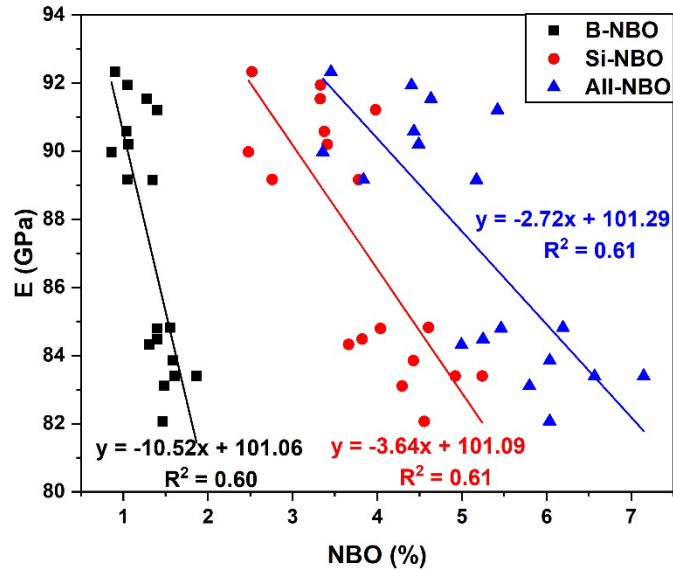 94
92
90
88
86
84
82
80
E (GPa)
B-NBO
Si-NBO
All-NBO
y = -2.72x + 101.29
R² = 0.61
y = -10.52x + 101.06
R² = 0.60
y = -3.64x + 101.09
R² = 0.61
1 2 3 4 5 6 7
NBO (%)